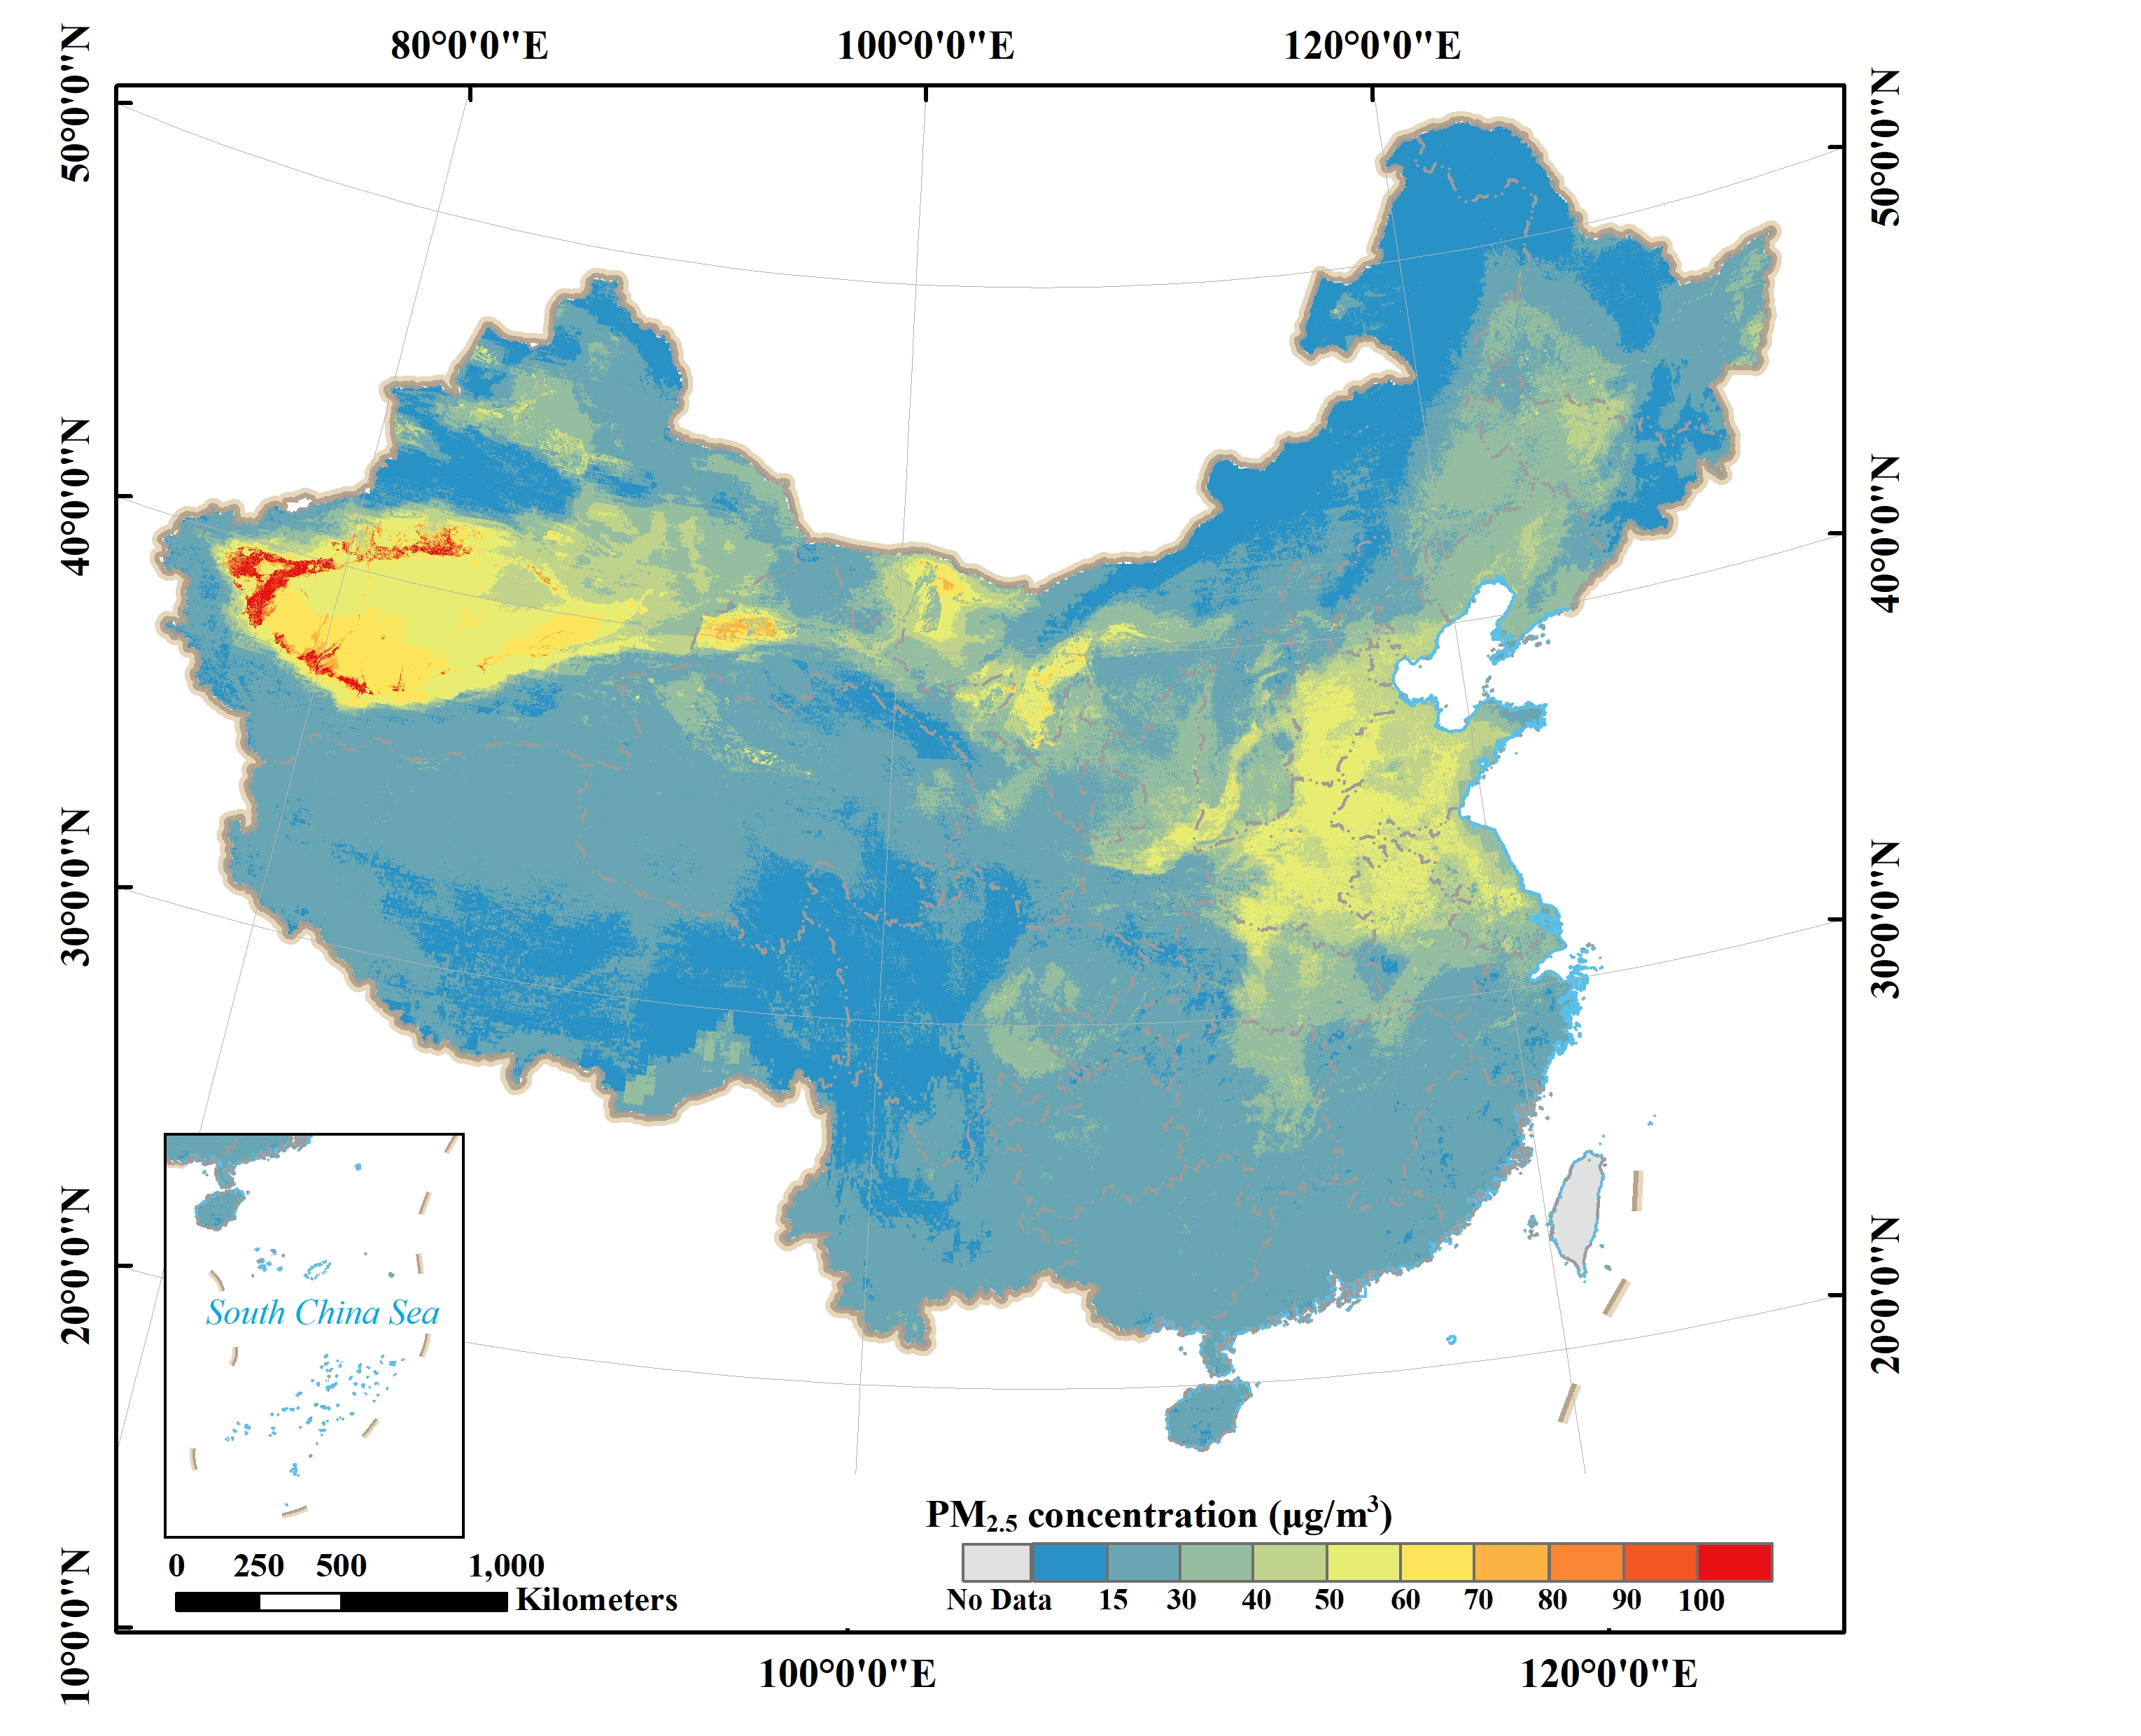 80°0'0"E 100°0'0"E 120°0'0"E
50°0'0"N
50°0'0"N
40°0'0"N
40°0'0"N
30°0'0"N
30°0'0"N
20°0'0"N
20°0'0"N
10°0'0"N
South China Sea
0 250 500 1,000
Kilometers
PM2.5 concentration (μg/m³)
No Data 15 30 40 50 60 70 80 90 100
100°0'0"E 120°0'0"E